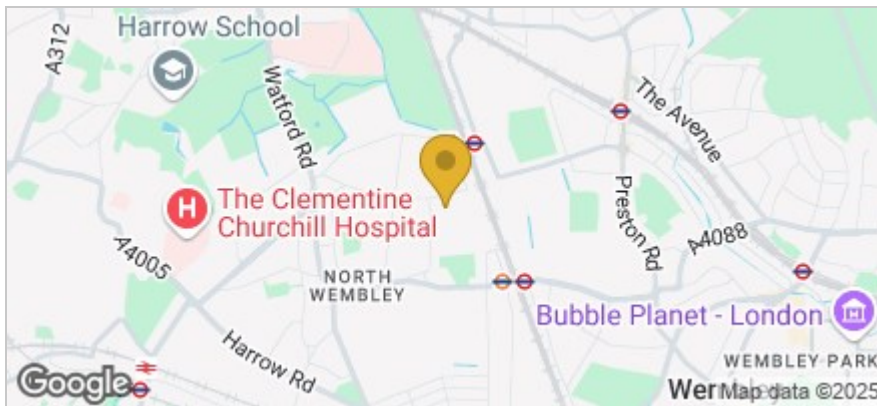 A312
Harrow School
Watford Rd
The Avenue
H
The Clementine
Churchill Hospital
Preston Rd
A4088
A4005
NORTH
WEMBLEY
Bubble Planet - London
Harrow Rd
WEMBLEY PARK
Google
Map data ©2025